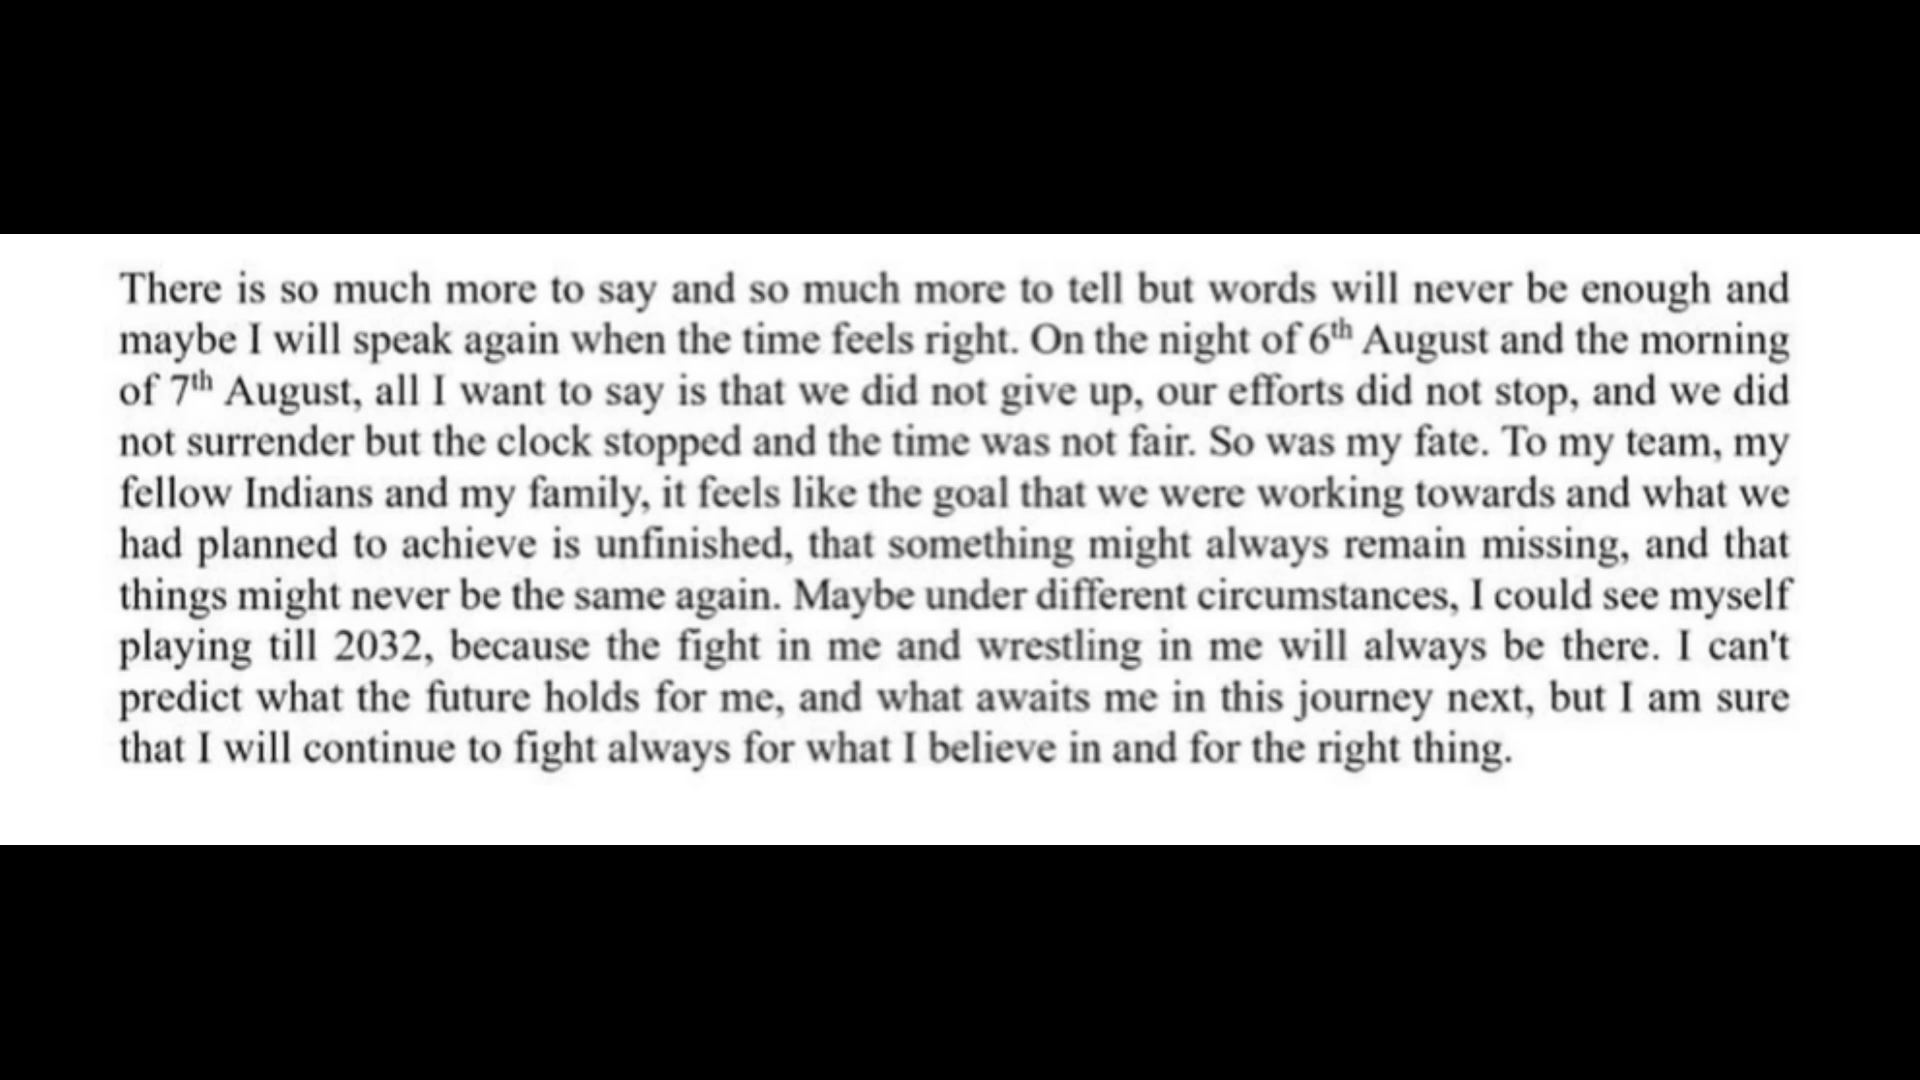 There is so much more to say and so much more to tell but words will never be enough and
maybe I will speak again when the time feels right. On the night of 6th August and the morning
of 7th August, all I want to say is that we did not give up, our efforts did not stop, and we did
not surrender but the clock stopped and the time was not fair. So was my fate. To my team, my
fellow Indians and my family, it feels like the goal that we were working towards and what we
had planned to achieve is unfinished, that something might always remain missing, and that
things might never be the same again. Maybe under different circumstances, I could see myself
playing till 2032, because the fight in me and wrestling in me will always be there. I can't
predict what the future holds for me, and what awaits me in this journey next, but I am sure
that I will continue to fight always for what I believe in and for the right thing.